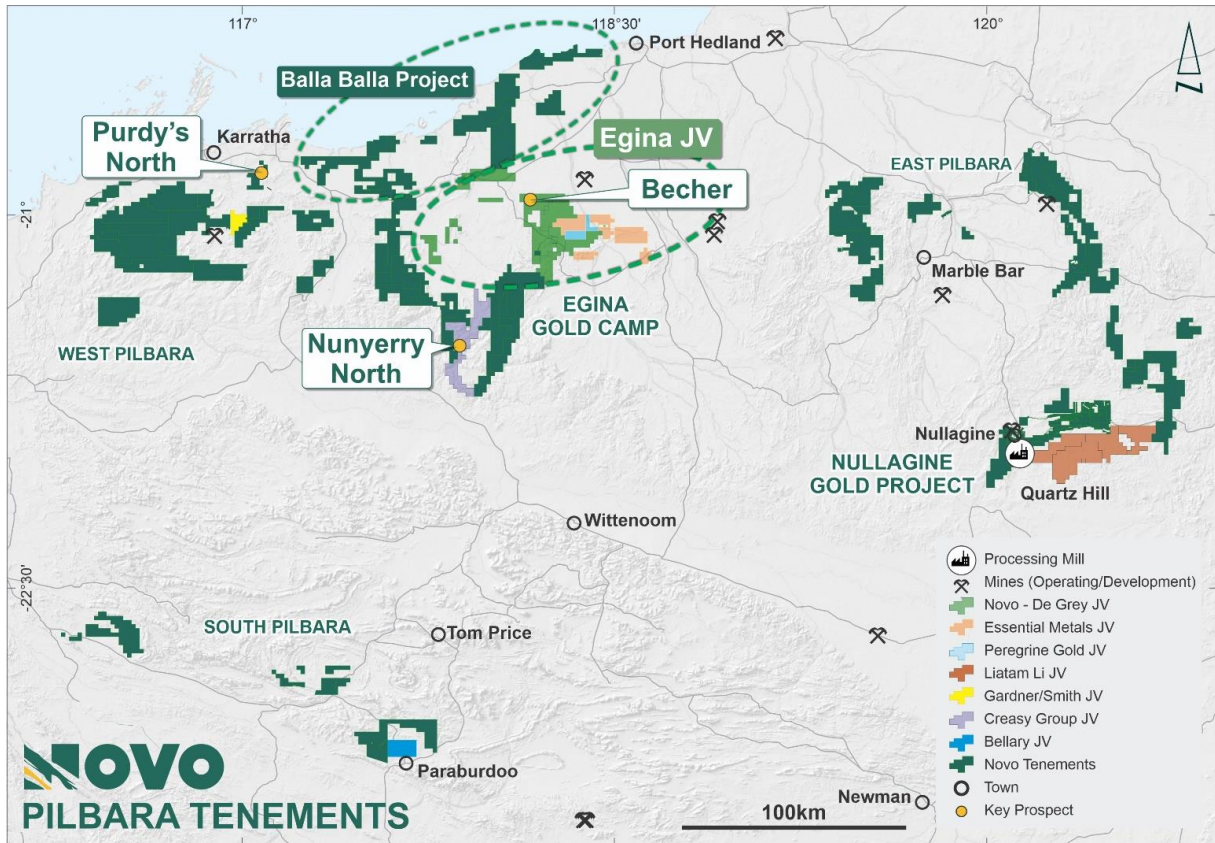 117°
118°30'
120°
Port Hedland
Balla Balla Project
Purdy's
North
Karratha
Egina JV
Becher
EAST PILBARA
-21°
Marble Bar
EGINA
GOLD CAMP
WEST PILBARA
Nunyerry
North
Nullagine
NULLAGINE
GOLD PROJECT
Quartz Hill
Wittenoom
-22°30'
SOUTH PILBARA
Tom Price
Paraburdoo
Newman
100km
Processing Mill
Mines (Operating/Development)
Novo - De Grey JV
Essential Metals JV
Peregrine Gold JV
Liatam Li JV
Gardner/Smith JV
Creasy Group JV
Bellary JV
Novo Tenements
Town
Key Prospect
NOVO
PILBARA TENEMENTS
Z